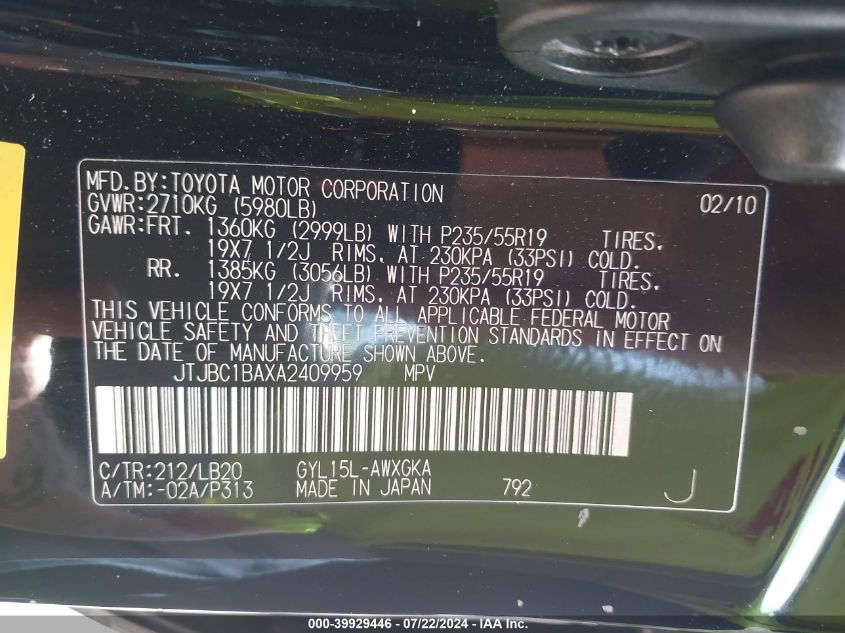 MFD.BY:TOYOTA MOTOR CORPORATION 02/10
GVWR:2710KG (5980LB)
GAWR:FRT. 1360KG (2999LB) WITH P235/55R19 TIRES.
19X7 1/2J RIMS, AT 230KPA (33PSI) COLD.
RR. 1385KG (3056LB) WITH P235/55R19 TIRES.
19X7 1/2J RIMS, AT 230KPA (33PSI) COLD.
THIS VEHICLE CONFORMS TO ALL APPLICABLE FEDERAL MOTOR
VEHICLE SAFETY AND THEFT PREVENTION STANDARDS IN EFFECT ON
THE DATE OF MANUFACTURE SHOWN ABOVE.
JTJBC1BAXA2409959 MPV
C/TR:212/LB20 GYL15L-AWXGKA
A/TM:-02A/P313 MADE IN JAPAN 792 J
000-39929446 - 07/22/2024 - IAA Inc.